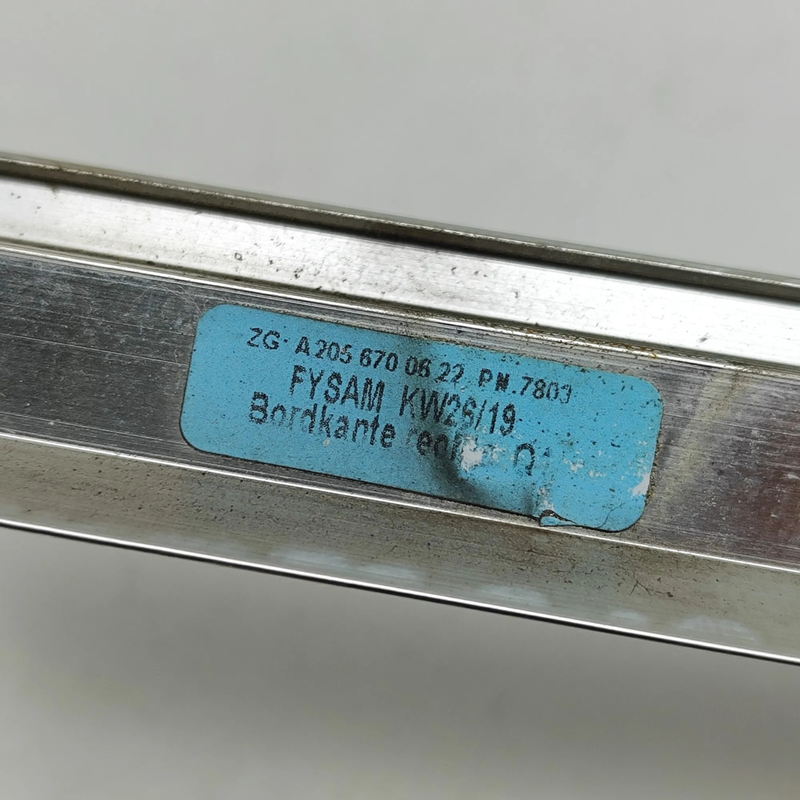 ZG· A 205 670 06 22 PN.7803
FYSAM KW26/19
Bordkante